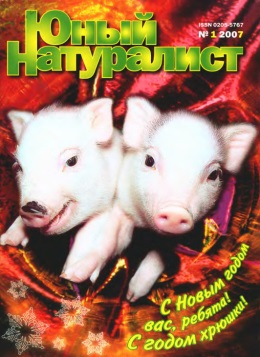 Юный
Натуралист
ISSN 0205-5767
№ 1 2007
С Новым годом
вас, ребята!
С годом хрюшки!